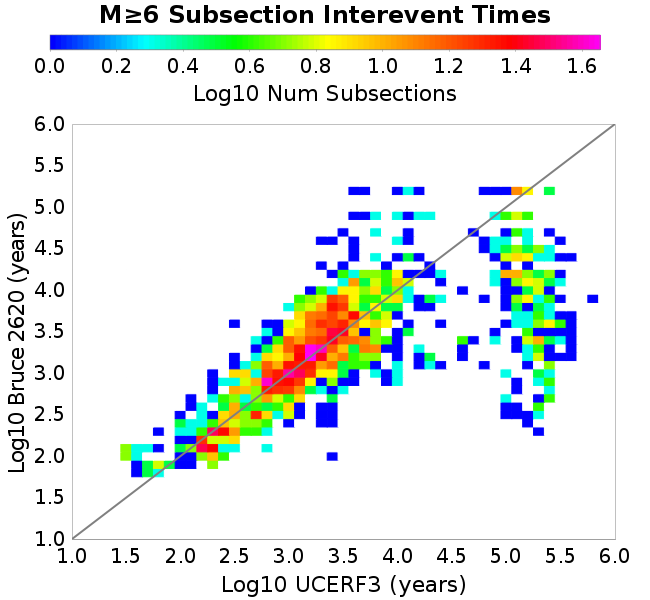 M≥6 Subsection Interevent Times
0.0 0.2 0.4 0.6 0.8 1.0 1.2 1.4 1.6
Log10 Num Subsections
6.0
5.5
5.0
4.5
4.0
3.5
3.0
2.5
2.0
1.5
1.0
Log10 Bruce 2620 (years)
1.0 1.5 2.0 2.5 3.0 3.5 4.0 4.5 5.0 5.5 6.0
Log10 UCERF3 (years)